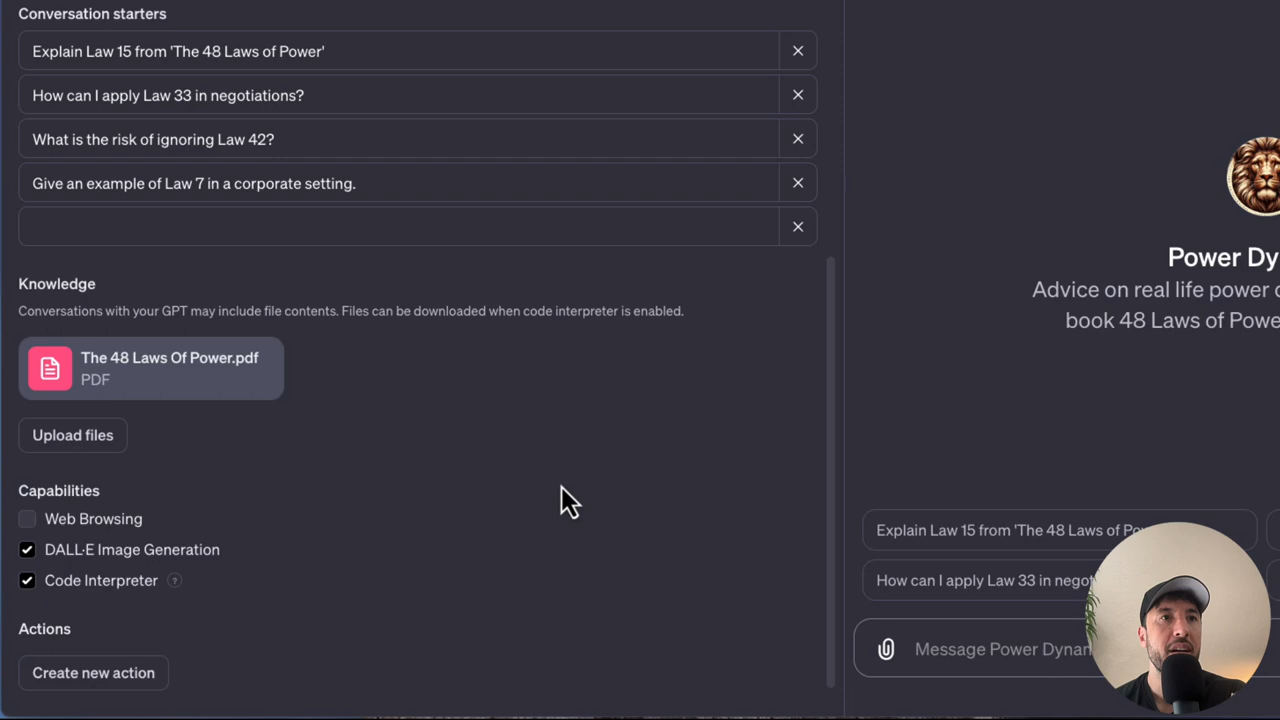 Conversation starters
Explain Law 15 from 'The 48 Laws of Power'
How can I apply Law 33 in negotiations?
What is the risk of ignoring Law 42?
Give an example of Law 7 in a corporate setting.
Knowledge
Conversations with your GPT may include file contents. Files can be downloaded when code interpreter is enabled.
The 48 Laws Of Power.pdf
PDF
Upload files
Capabilities
Web Browsing
DALL·E Image Generation
Code Interpreter ?
Actions
Create new action
Power Dy
Advice on real life power
book 48 Laws of Powe
Explain Law 15 from 'The 48 Laws of Po
How can I apply Law 33 in negot
Message Power Dynan